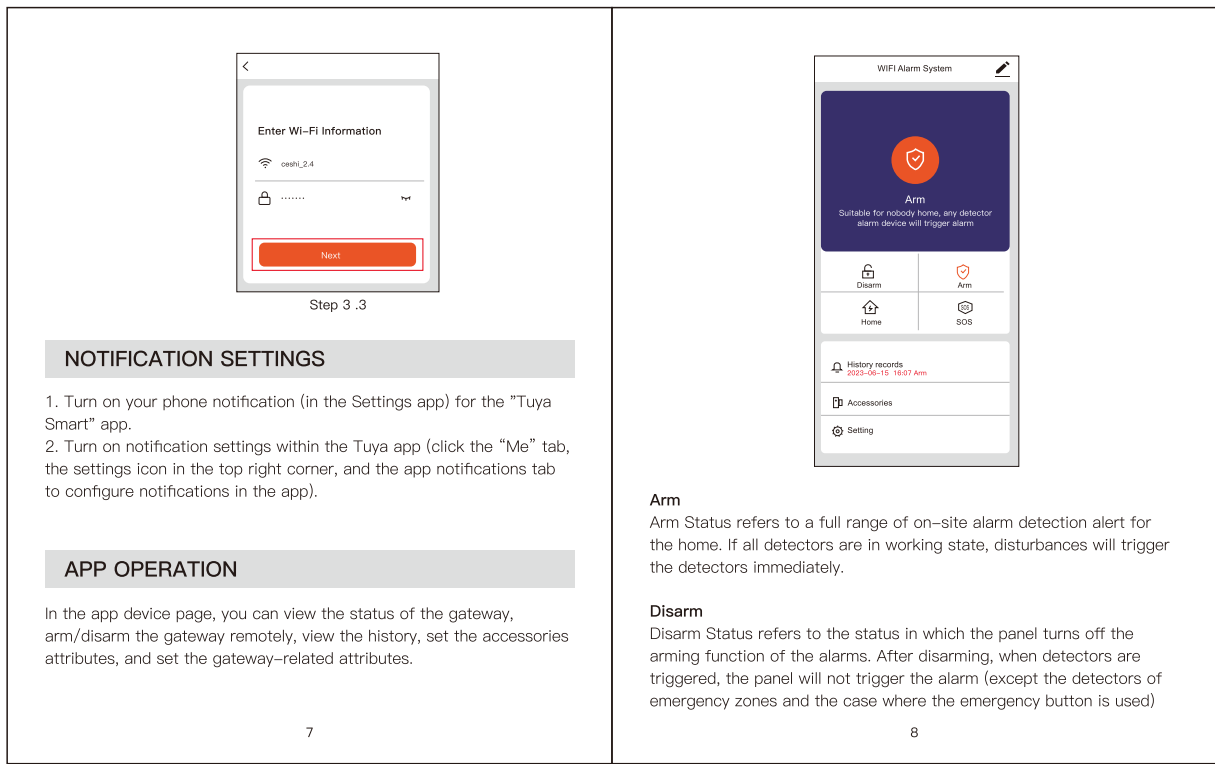 Enter Wi-Fi Information
ceshi_2.4
.......
Next
Step 3 .3
NOTIFICATION SETTINGS
1. Turn on your phone notification (in the Settings app) for the "Tuya
Smart" app.
2. Turn on notification settings within the Tuya app (click the “Me” tab,
the settings icon in the top right corner, and the app notifications tab
to configure notifications in the app).
APP OPERATION
In the app device page, you can view the status of the gateway,
arm/disarm the gateway remotely, view the history, set the accessories
attributes, and set the gateway-related attributes.
7
WIFI Alarm System
Arm
Suitable for nobody home, any detector
alarm device will trigger alarm
Disarm
Arm
Home
SOS
SOS
History records
2023-06-15 16:07 Arm
Accessories
Setting
Arm
Arm Status refers to a full range of on-site alarm detection alert for
the home. If all detectors are in working state, disturbances will trigger
the detectors immediately.
Disarm
Disarm Status refers to the status in which the panel turns off the
arming function of the alarms. After disarming, when detectors are
triggered, the panel will not trigger the alarm (except the detectors of
emergency zones and the case where the emergency button is used)
8